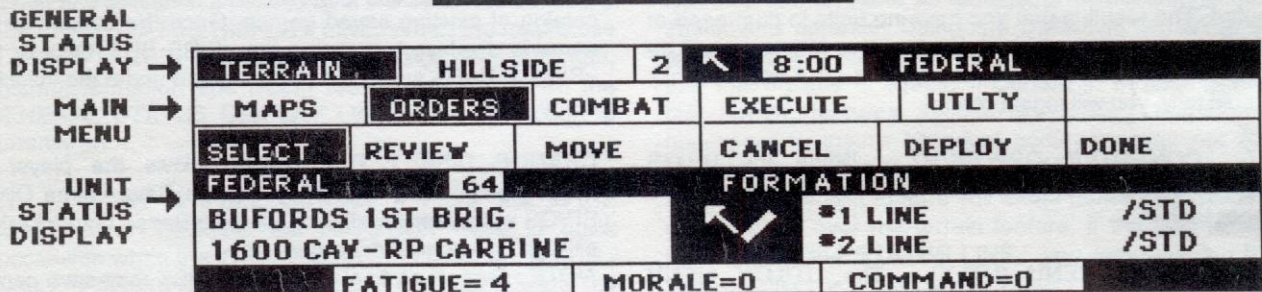 GENERAL
STATUS
DISPLAY → TERRAIN HILLSIDE 2 ↖ 8:00 FEDERAL
MAIN → MAPS ORDERS COMBAT EXECUTE UTLTY
MENU
SELECT REVIEW MOVE CANCEL DEPLOY DONE
UNIT
STATUS →
DISPLAY
FEDERAL 64 FORMATION
BUFORDS 1ST BRIG. #1 LINE /STD
1600 CAV-RP CARBINE #2 LINE /STD
FATIGUE= 4 MORALE=0 COMMAND=0